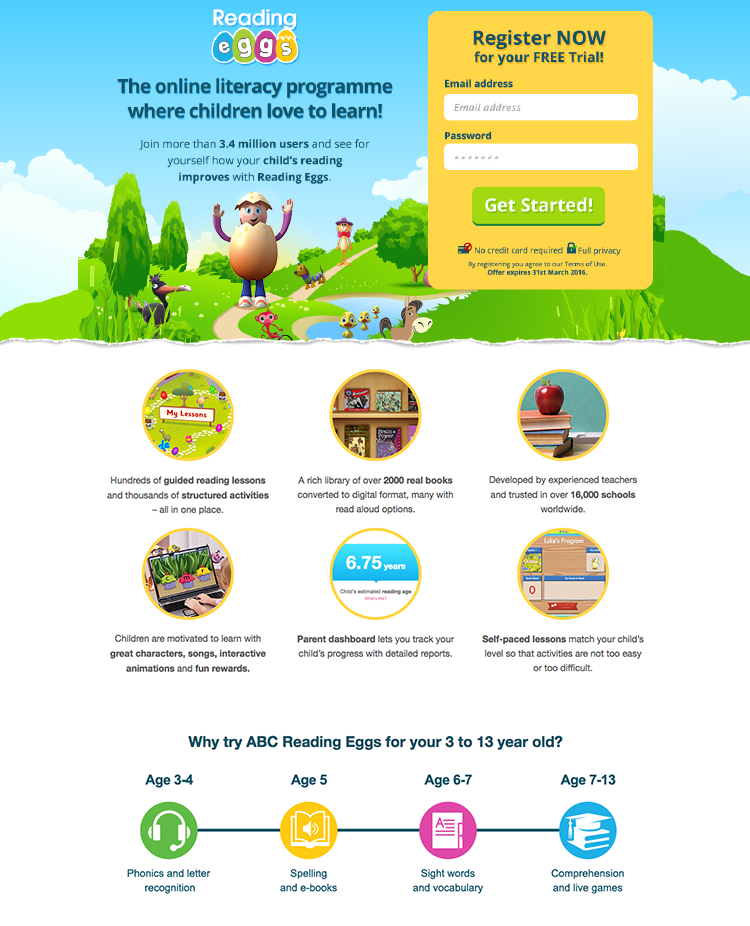 Reading
eggs
The online literacy programme
where children love to learn!
Join more than 3.4 million users and see for
yourself how your child's reading
improves with Reading Eggs.
Register NOW
for your FREE Trial!
Email address
Email address
Password
*******
Get Started!
No credit card required Full privacy
By registering you agree to our Terms of Use.
Offer expires 31st March 2016.
My Lessons
Hundreds of guided reading lessons
and thousands of structured activities
– all in one place.
A rich library of over 2000 real books
converted to digital format, many with
read aloud options.
Developed by experienced teachers
and trusted in over 16,000 schools
worldwide.
6.75 years
Child's estimated reading age
What's this?
Luke's Program
0
Children are motivated to learn with
great characters, songs, interactive
animations and fun rewards.
Parent dashboard lets you track your
child's progress with detailed reports.
Self-paced lessons match your child's
level so that activities are not too easy
or too difficult.
Why try ABC Reading Eggs for your 3 to 13 year old?
Age 3-4
Age 5
Age 6-7
Age 7-13
A
Phonics and letter
recognition
Spelling
and e-books
Sight words
and vocabulary
Comprehension
and live games